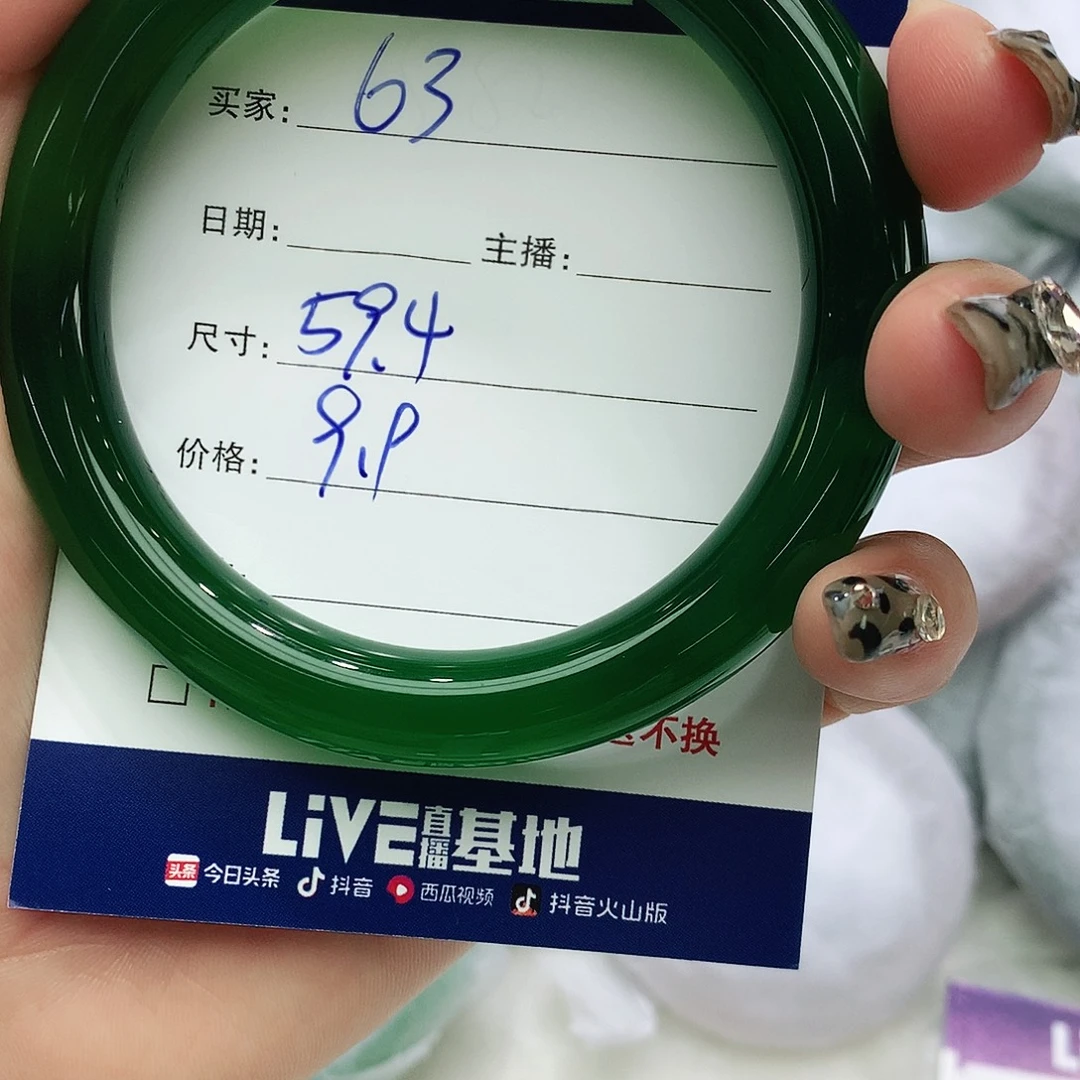 买家: 63
日期: 主播:
尺寸: 59.4
价格: 9.9
不换
LiVE直播基地
头条 今日头条 抖音 西瓜视频 抖音火山版
L